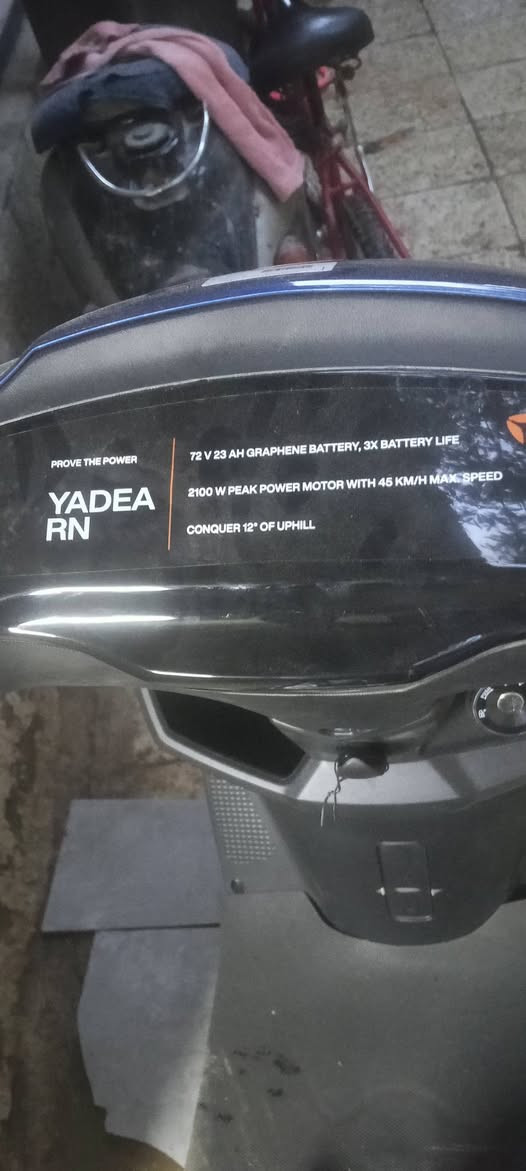 PROVE THE POWER
YADEA
RN
72 V 23 AH GRAPHENE BATTERY, 3X BATTERY LIFE
2100 W PEAK POWER MOTOR WITH 45 KM/H MAX. SPEED
CONQUER 12° OF UPHILL